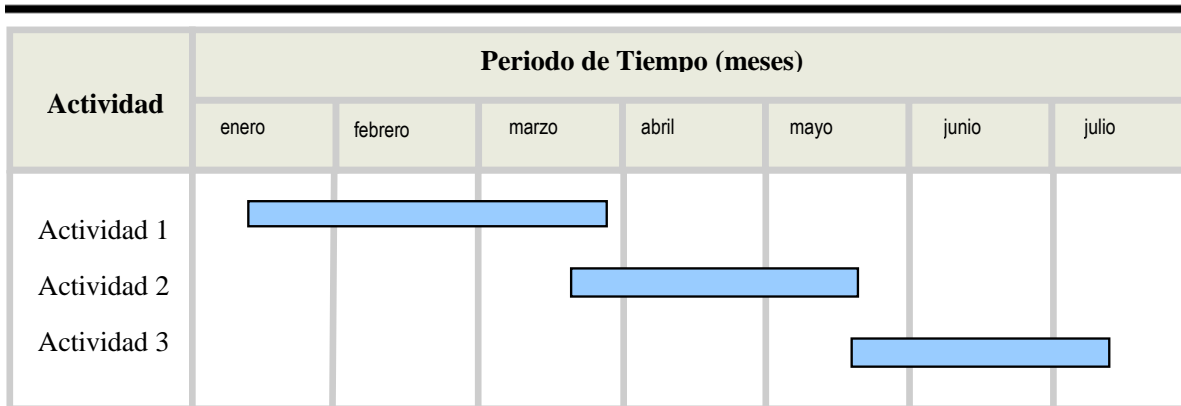 Periodo de Tiempo (meses)
Actividad
enero febrero marzo abril mayo junio julio
Actividad 1
Actividad 2
Actividad 3